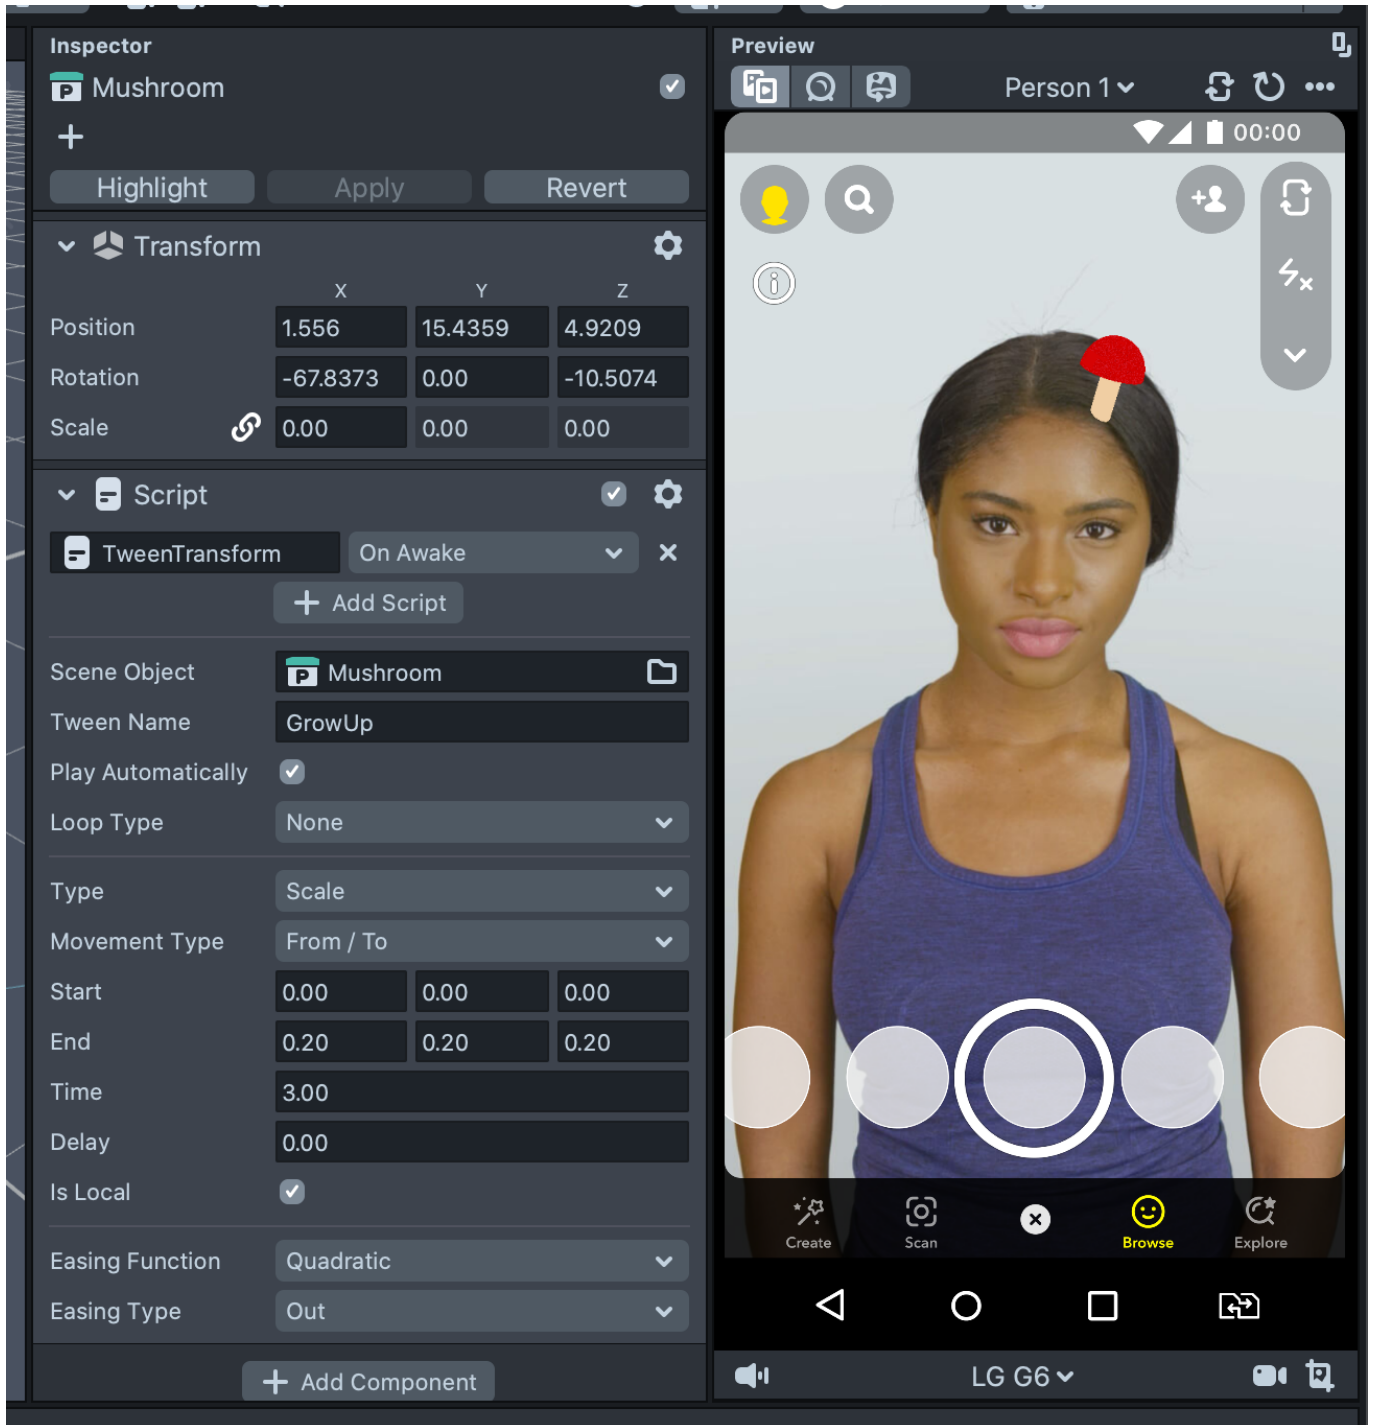 Inspector
Mushroom
Highlight Apply Revert
Transform
X Y Z
Position 1.556 15.4359 4.9209
Rotation -67.8373 0.00 -10.5074
Scale 0.00 0.00 0.00
Script
TweenTransform On Awake
+ Add Script
Scene Object P Mushroom
Tween Name GrowUp
Play Automatically
Loop Type None
Type Scale
Movement Type From / To
Start 0.00 0.00 0.00
End 0.20 0.20 0.20
Time 3.00
Delay 0.00
Is Local
Easing Function Quadratic
Easing Type Out
+ Add Component
Preview
Person 1
00:00
Create Scan Browse Explore
LG G6